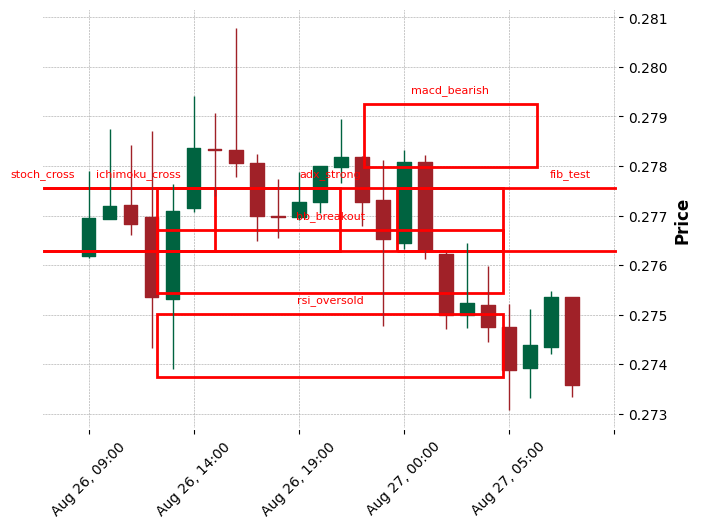 0.281
0.280
macd_bearish
0.279
0.278
stoch_cross ichimoku_cross adx_strong fib_test
0.277
bb_breakout
Price
0.276
rsi_oversold
0.275
0.274
0.273
Aug 26, 09:00
Aug 26, 14:00
Aug 26, 19:00
Aug 27, 00:00
Aug 27, 05:00